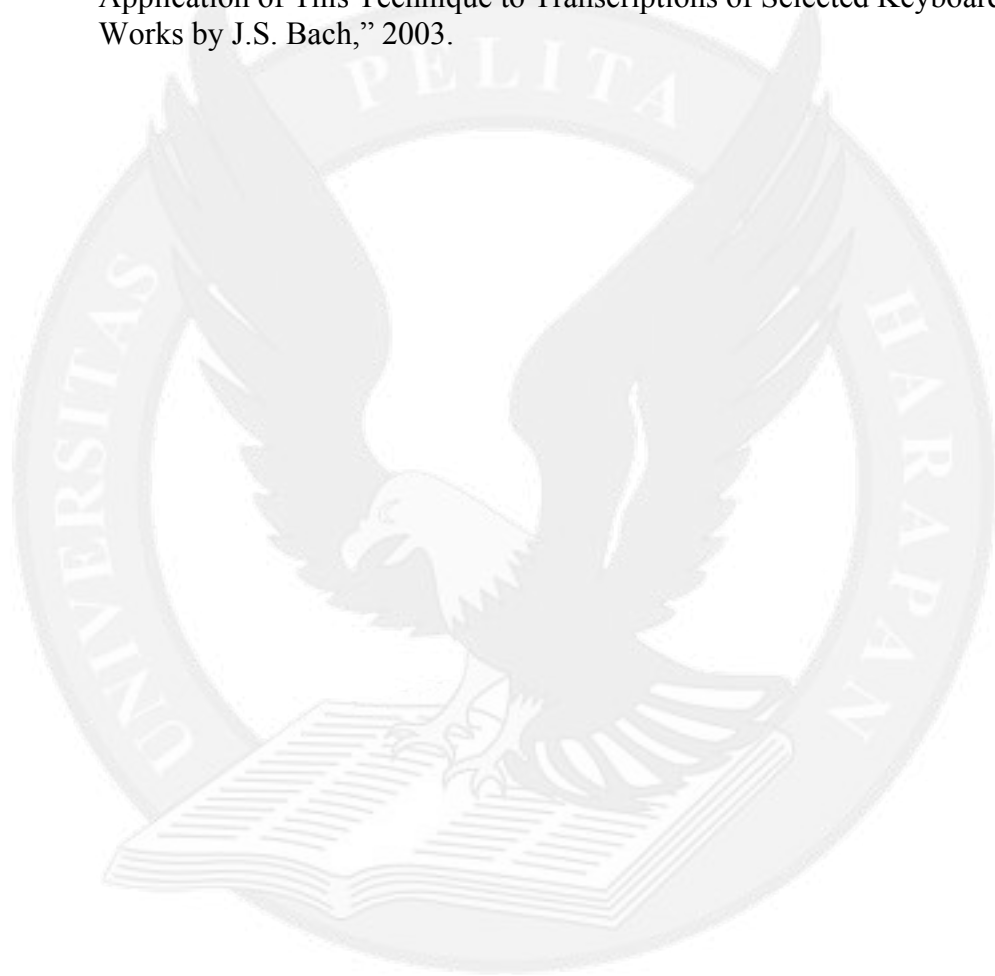 Application of This Technique to Transcriptions of Selected Keyboard
Works by J.S. Bach,” 2003.
PELITA
UNIVERSITAS
HARAPAN